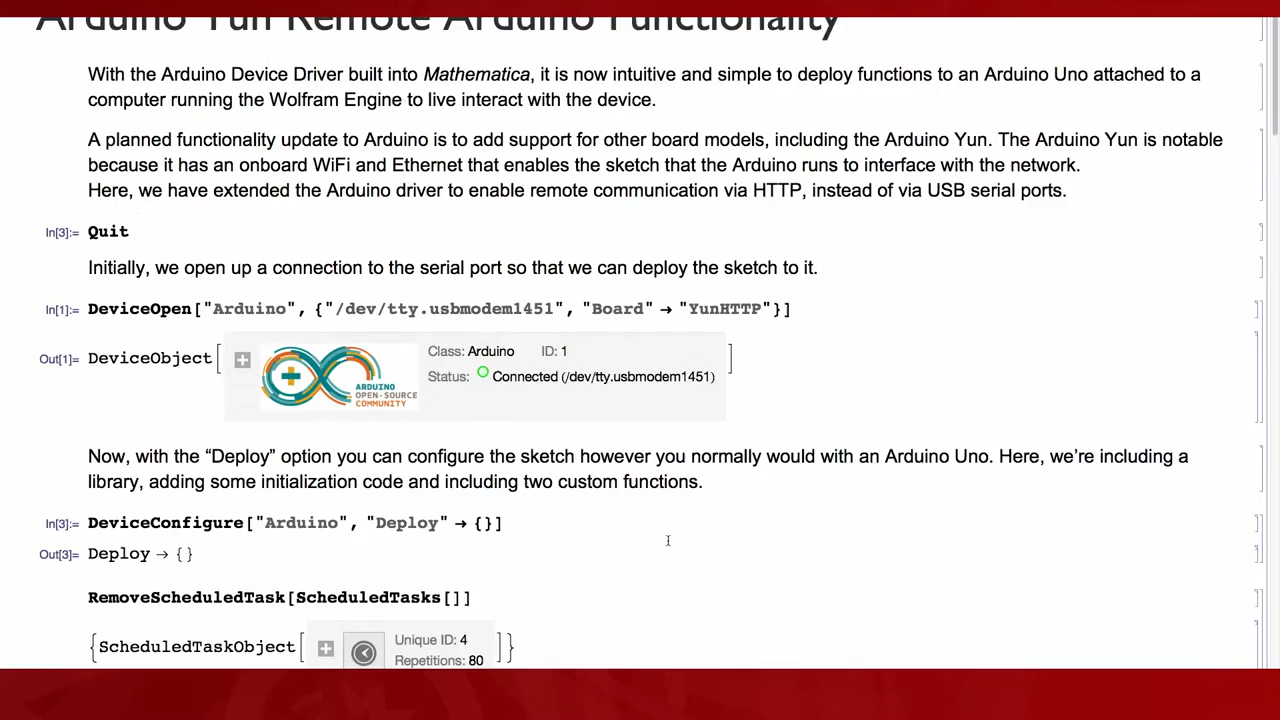 Arduino Yun Remote Arduino Functionality
With the Arduino Device Driver built into Mathematica, it is now intuitive and simple to deploy functions to an Arduino Uno attached to a
computer running the Wolfram Engine to live interact with the device.
A planned functionality update to Arduino is to add support for other board models, including the Arduino Yun. The Arduino Yun is notable
because it has an onboard WiFi and Ethernet that enables the sketch that the Arduino runs to interface with the network.
Here, we have extended the Arduino driver to enable remote communication via HTTP, instead of via USB serial ports.
In[3]:= Quit
Initially, we open up a connection to the serial port so that we can deploy the sketch to it.
In[1]:= DeviceOpen["Arduino", {"/dev/tty.usbmodem1451", "Board" → "YunHTTP"}]
Out[1]= DeviceObject[
ARDUINO
OPEN-SOURCE
COMMUNITY
Class: Arduino ID: 1
Status: Connected (/dev/tty.usbmodem1451)
]
Now, with the “Deploy” option you can configure the sketch however you normally would with an Arduino Uno. Here, we’re including a
library, adding some initialization code and including two custom functions.
In[3]:= DeviceConfigure["Arduino", "Deploy" → {}]
Out[3]= Deploy → {}
RemoveScheduledTask[ScheduledTasks[]]
{ScheduledTaskObject[
Unique ID: 4
Repetitions: 80
]}